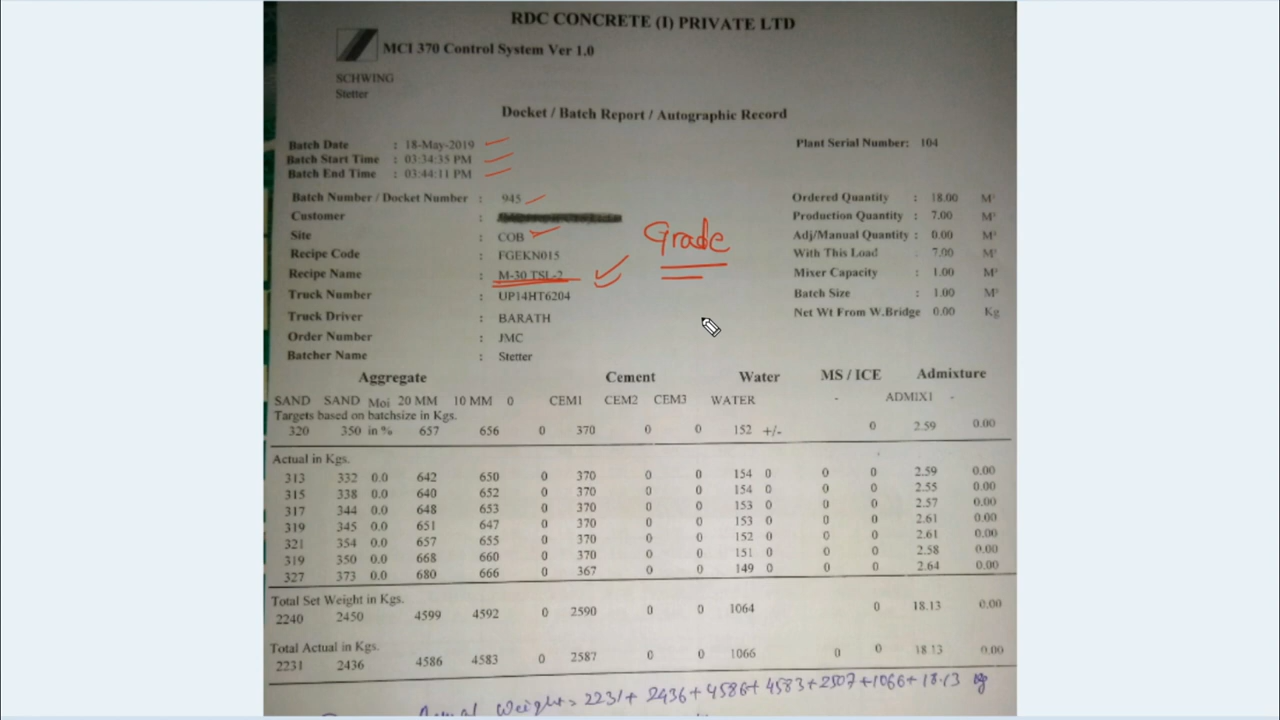 RDC CONCRETE (I) PRIVATE LTD
MCI 370 Control System Ver 1.0
SCHWING
Stetter
Docket / Batch Report / Autographic Record
Batch Date : 18-May-2019
Plant Serial Number: 104
Batch Start Time : 03:34:35 PM
Batch End Time : 03:44:11 PM
Batch Number / Docket Number : 945
Ordered Quantity : 18.00 M³
Customer :
Production Quantity : 7.00 M³
Site : COB
Adj/Manual Quantity : 0.00 M³
Grade
Recipe Code : FGEKN015
With This Load : 7.00 M³
Recipe Name : M-30 TSL-2
Mixer Capacity : 1.00 M³
Truck Number : UP14HT6204
Batch Size : 1.00 M³
Truck Driver : BARATH
Net Wt From W.Bridge 0.00 Kg
Order Number : JMC
Batcher Name : Stetter
Aggregate Cement Water MS / ICE Admixture
SAND SAND Moi 20 MM 10 MM 0 CEM1 CEM2 CEM3 WATER - ADMIX1 -
Targets based on batchsize in Kgs.
320 350 in % 657 656 0 370 0 0 152 +/- 0 2.59 0.00
Actual in Kgs.
313 332 0.0 642 650 0 370 0 0 154 0 0 0 2.59 0.00
315 338 0.0 640 652 0 370 0 0 154 0 0 0 2.55 0.00
317 344 0.0 648 653 0 370 0 0 153 0 0 0 2.57 0.00
319 345 0.0 651 647 0 370 0 0 153 0 0 0 2.61 0.00
321 354 0.0 657 655 0 370 0 0 152 0 0 0 2.61 0.00
319 350 0.0 668 660 0 370 0 0 151 0 0 0 2.58 0.00
327 373 0.0 680 666 0 367 0 0 149 0 0 0 2.64 0.00
Total Set Weight in Kgs.
2240 2450 4599 4592 0 2590 0 0 1064 0 18.13 0.00
Total Actual in Kgs.
2231 2436 4586 4583 0 2587 0 0 1066 0 0 18.13 0.00
Actual Weight = 2231+ 2436+4586+4583+2507+1066+18.13 kg